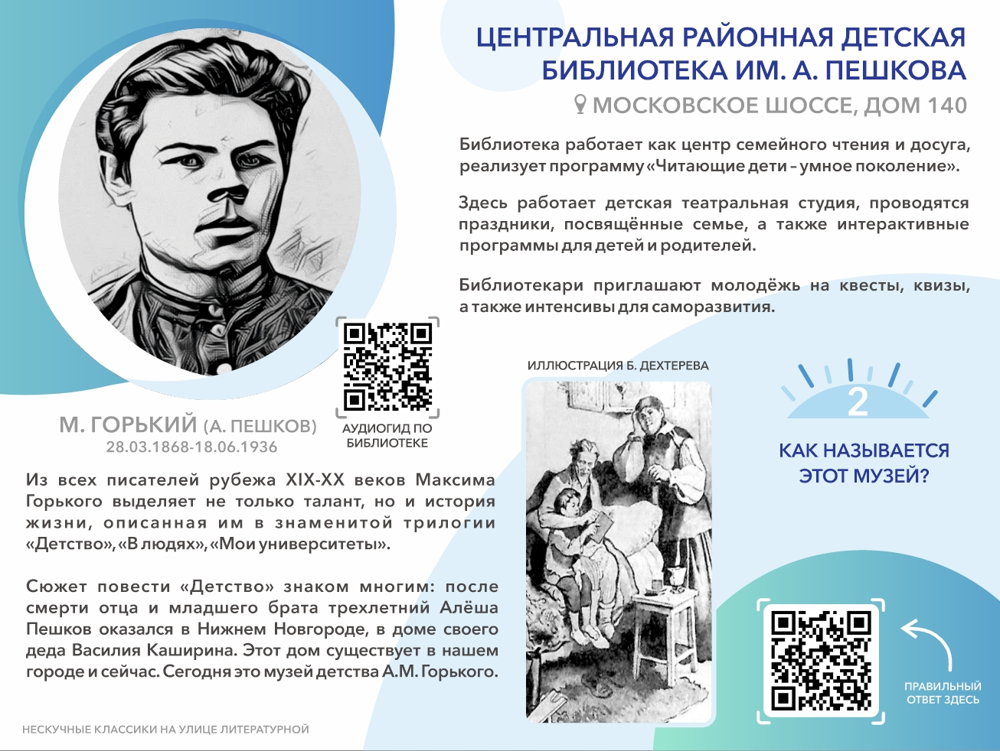 ЦЕНТРАЛЬНАЯ РАЙОННАЯ ДЕТСКАЯ
БИБЛИОТЕКА ИМ. А. ПЕШКОВА
МОСКОВСКОЕ ШОССЕ, ДОМ 140
Библиотека работает как центр семейного чтения и досуга,
реализует программу «Читающие дети – умное поколение».
Здесь работает детская театральная студия, проводятся
праздники, посвящённые семье, а также интерактивные
программы для детей и родителей.
Библиотекари приглашают молодёжь на квесты, квизы,
а также интенсивы для саморазвития.
АУДИОГИД ПО
БИБЛИОТЕКЕ
М. ГОРЬКИЙ (А. ПЕШКОВ)
28.03.1868-18.06.1936
Из всех писателей рубежа XIX-XX веков Максима
Горького выделяет не только талант, но и история
жизни, описанная им в знаменитой трилогии
«Детство», «В людях», «Мои университеты».
Сюжет повести «Детство» знаком многим: после
смерти отца и младшего брата трехлетний Алёша
Пешков оказался в Нижнем Новгороде, в доме своего
деда Василия Каширина. Этот дом существует в нашем
городе и сейчас. Сегодня это музей детства А.М. Горького.
ИЛЛЮСТРАЦИЯ Б. ДЕХТЕРЕВА
2
КАК НАЗЫВАЕТСЯ
ЭТОТ МУЗЕЙ?
ПРАВИЛЬНЫЙ
ОТВЕТ ЗДЕСЬ
НЕСКУЧНЫЕ КЛАССИКИ НА УЛИЦЕ ЛИТЕРАТУРНОЙ